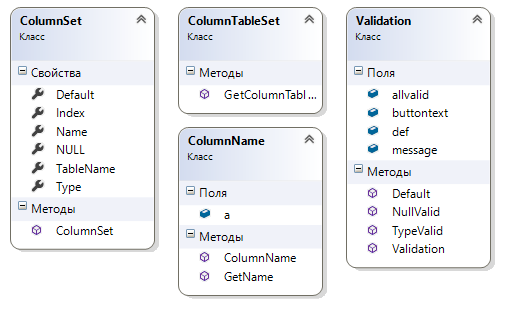 ColumnSet
Класс
Свойства
Default
Index
Name
NULL
TableName
Type
Методы
ColumnSet
ColumnTableSet
Класс
Методы
GetColumnTabl ...
ColumnName
Класс
Поля
a
Методы
ColumnName
GetName
Validation
Класс
Поля
allvalid
buttontext
def
message
Методы
Default
NullValid
TypeValid
Validation